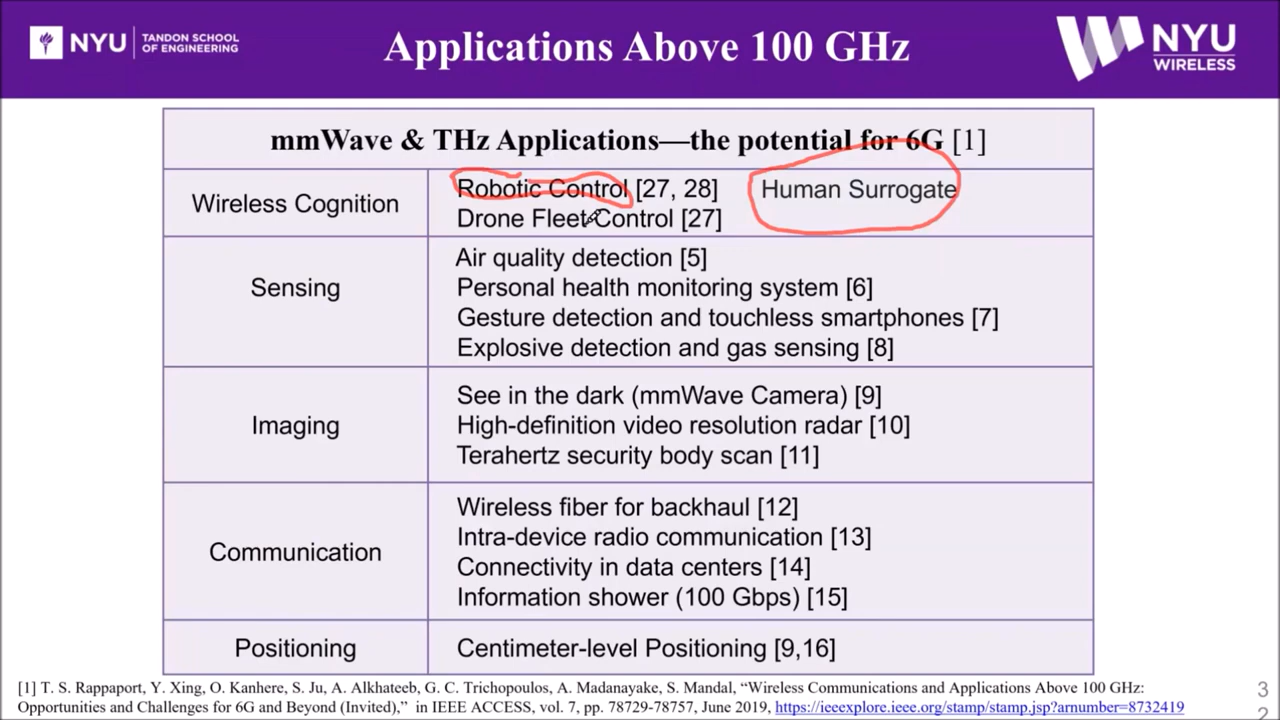 NYU
TANDON SCHOOL
OF ENGINEERING
Applications Above 100 GHz
NYU
WIRELESS
mmWave & THz Applications—the potential for 6G [1]
Wireless Cognition
Robotic Control [27, 28] Human Surrogate
Drone Fleet Control [27]
Sensing
Air quality detection [5]
Personal health monitoring system [6]
Gesture detection and touchless smartphones [7]
Explosive detection and gas sensing [8]
Imaging
See in the dark (mmWave Camera) [9]
High-definition video resolution radar [10]
Terahertz security body scan [11]
Communication
Wireless fiber for backhaul [12]
Intra-device radio communication [13]
Connectivity in data centers [14]
Information shower (100 Gbps) [15]
Positioning
Centimeter-level Positioning [9,16]
[1] T. S. Rappaport, Y. Xing, O. Kanhere, S. Ju, A. Alkhateeb, G. C. Trichopoulos, A. Madanayake, S. Mandal, “Wireless Communications and Applications Above 100 GHz:
Opportunities and Challenges for 6G and Beyond (Invited),” in IEEE ACCESS, vol. 7, pp. 78729-78757, June 2019, https://ieeexplore.ieee.org/stamp/stamp.jsp?arnumber=8732419
3
2